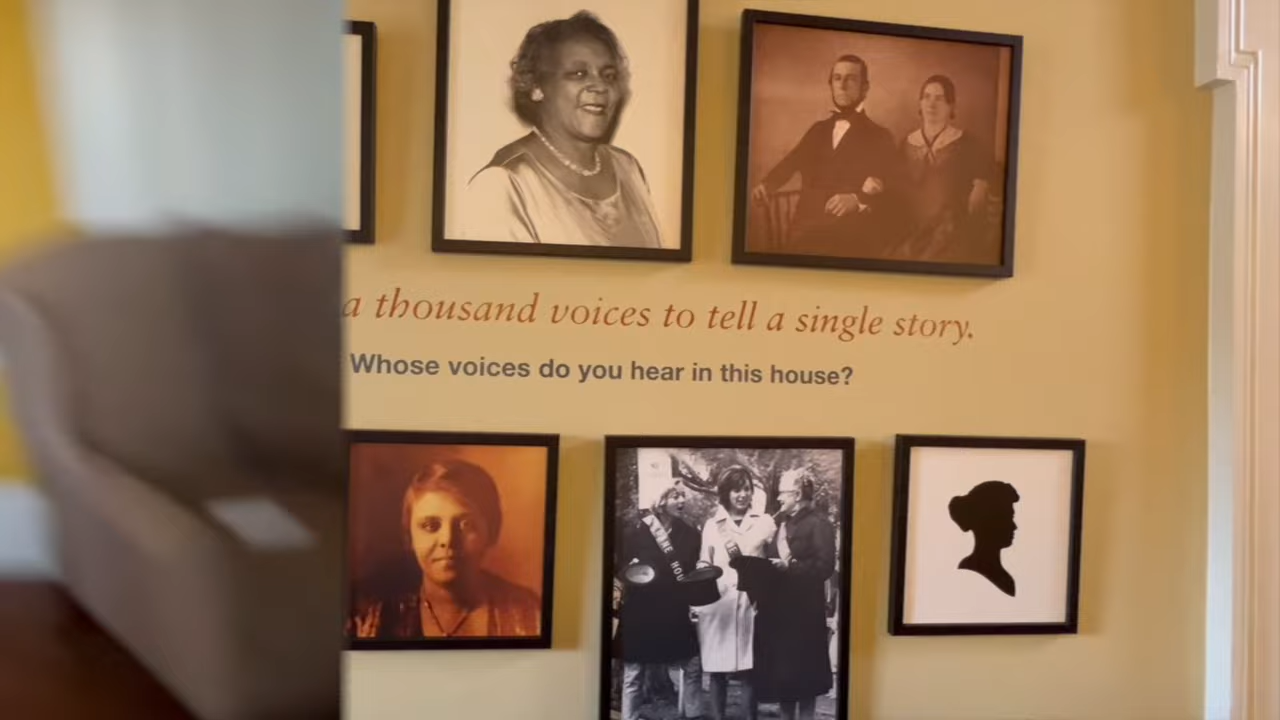 a thousand voices to tell a single story.
Whose voices do you hear in this house?